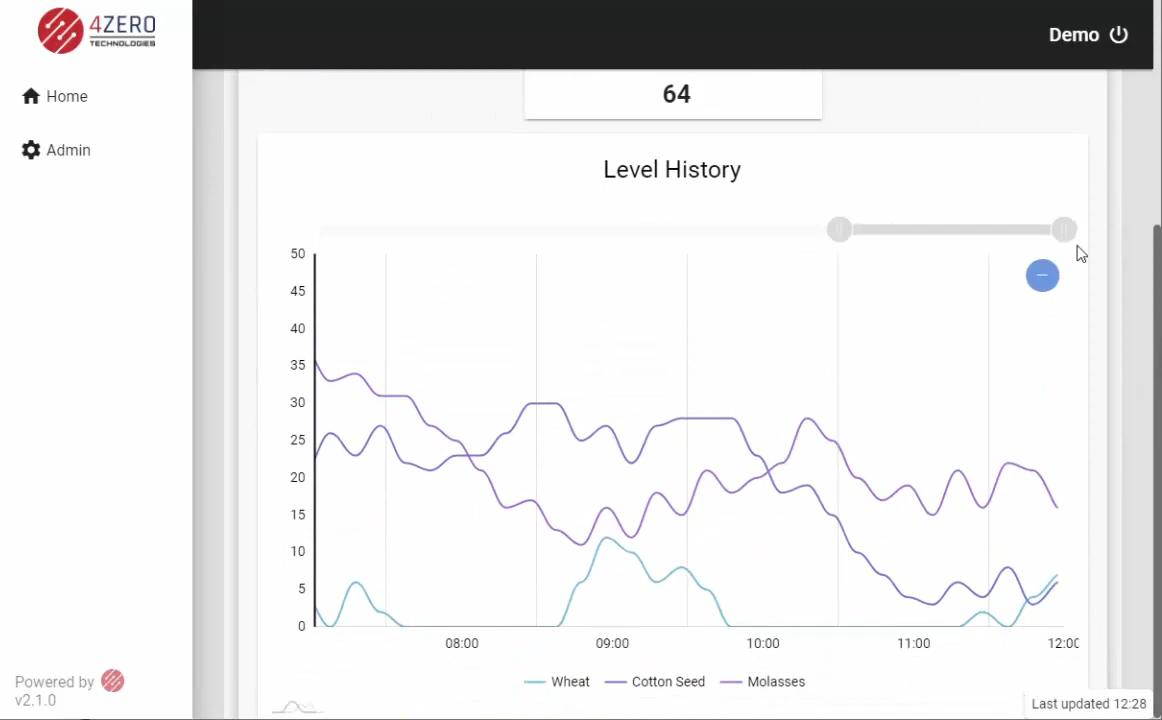 4ZERO
TECHNOLOGIES
Demo
Home
Admin
64
Level History
50
45
40
35
30
25
20
15
10
5
0
08:00 09:00 10:00 11:00 12:00
Wheat Cotton Seed Molasses
Powered by
v2.1.0
Last updated 12:28